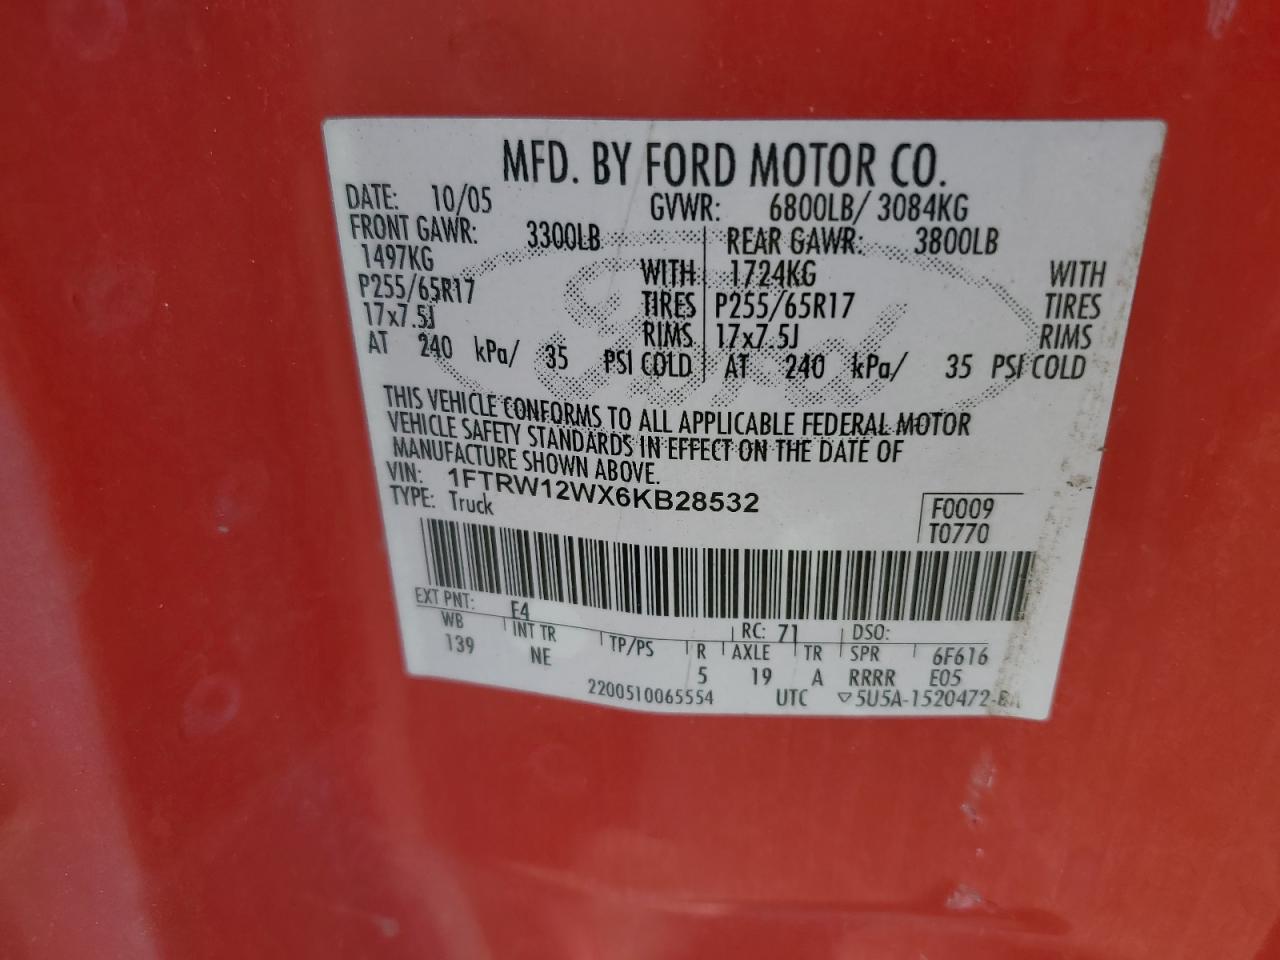 MFD. BY FORD MOTOR CO.
DATE: 10/05 GVWR: 6800LB/ 3084KG
FRONT GAWR: 3300LB REAR GAWR: 3800LB
1497KG WITH 1724KG WITH
P255/65R17 TIRES P255/65R17 TIRES
17x7.5J RIMS 17x7.5J RIMS
AT 240 kPa/ 35 PSI COLD AT 240 kPa/ 35 PSI COLD
THIS VEHICLE CONFORMS TO ALL APPLICABLE FEDERAL MOTOR
VEHICLE SAFETY STANDARDS IN EFFECT ON THE DATE OF
MANUFACTURE SHOWN ABOVE.
VIN: 1FTRW12WX6KB28532
TYPE: Truck
F0009
T0770
EXT PNT: E4 RC: 71 DSO:
WB INT TR TP/PS R AXLE TR SPR 6F616
139 NE 5 19 A RRRR E05
2200510065554 UTC ▽5U5A-1520472-BA
Ford